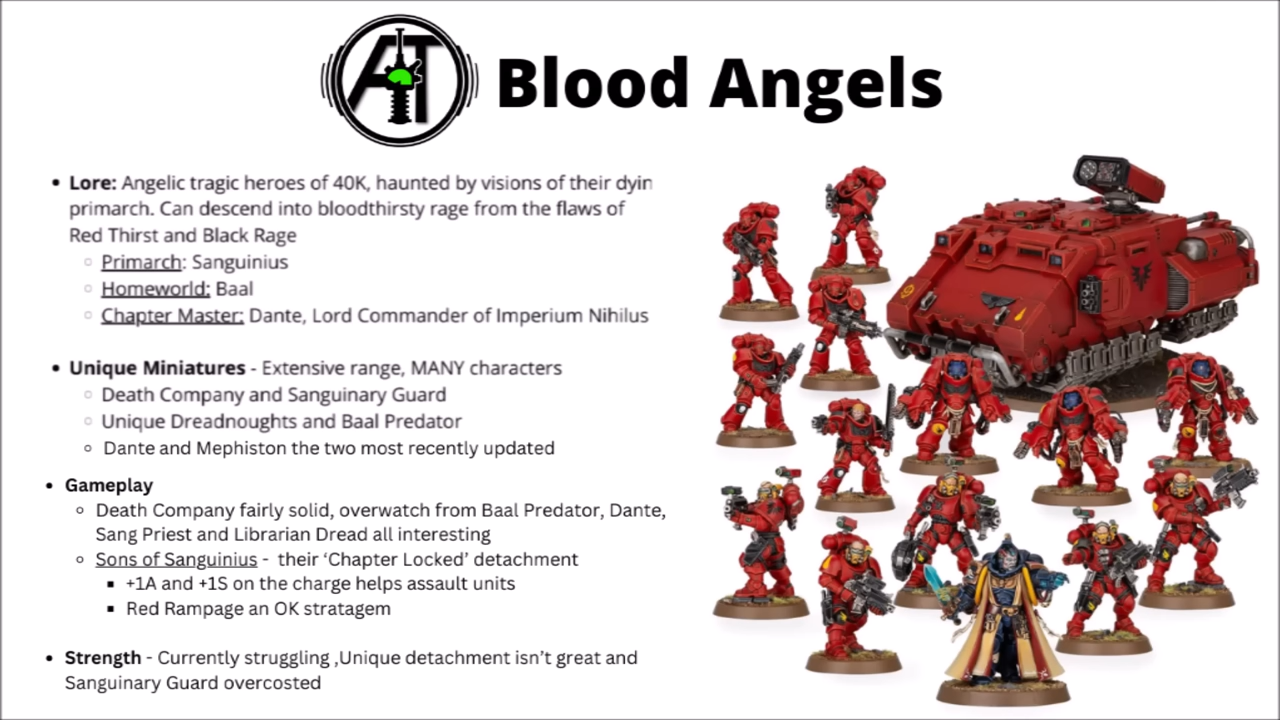 AT
Blood Angels
• Lore: Angelic tragic heroes of 40K, haunted by visions of their dyin
primarch. Can descend into bloodthirsty rage from the flaws of
Red Thirst and Black Rage
○ Primarch: Sanguinius
○ Homeworld: Baal
○ Chapter Master: Dante, Lord Commander of Imperium Nihilus
• Unique Miniatures - Extensive range, MANY characters
○ Death Company and Sanguinary Guard
○ Unique Dreadnoughts and Baal Predator
○ Dante and Mephiston the two most recently updated
• Gameplay
○ Death Company fairly solid, overwatch from Baal Predator, Dante,
Sang Priest and Librarian Dread all interesting
○ Sons of Sanguinius - their ‘Chapter Locked’ detachment
▪ +1A and +1S on the charge helps assault units
▪ Red Rampage an OK stratagem
• Strength - Currently struggling ,Unique detachment isn’t great and
Sanguinary Guard overcosted